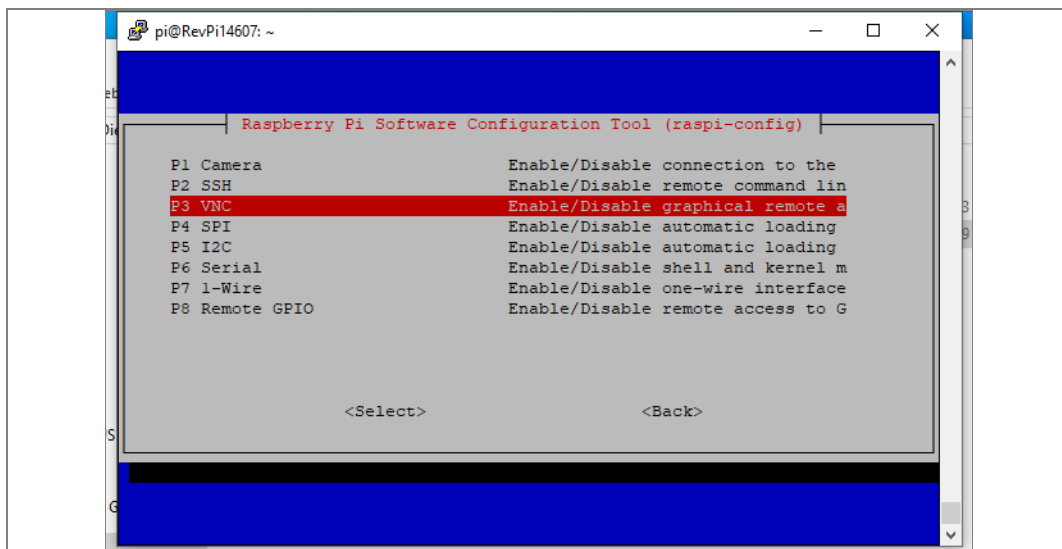 pi@RevPi14607: ~
Raspberry Pi Software Configuration Tool (raspi-config)
P1 Camera Enable/Disable connection to the
P2 SSH Enable/Disable remote command lin
P3 VNC Enable/Disable graphical remote a
P4 SPI Enable/Disable automatic loading
P5 I2C Enable/Disable automatic loading
P6 Serial Enable/Disable shell and kernel m
P7 1-Wire Enable/Disable one-wire interface
P8 Remote GPIO Enable/Disable remote access to G
<Select> <Back>